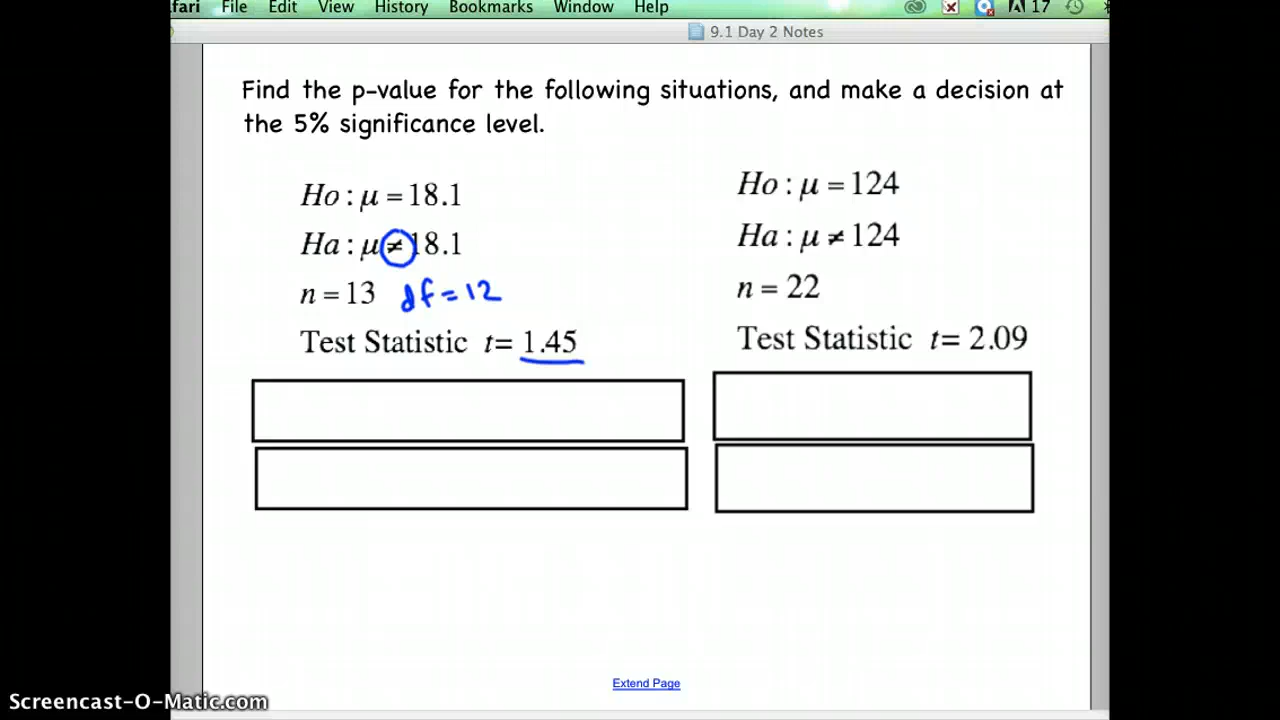 fari File Edit View History Bookmarks Window Help 17
9.1 Day 2 Notes
Find the p-value for the following situations, and make a decision at
the 5% significance level.
Ho : μ = 18.1
Ha : μ ≠ 18.1
n = 13 df = 12
Test Statistic t= 1.45
Ho : μ = 124
Ha : μ ≠ 124
n = 22
Test Statistic t= 2.09
Extend Page
Screencast-O-Matic.com